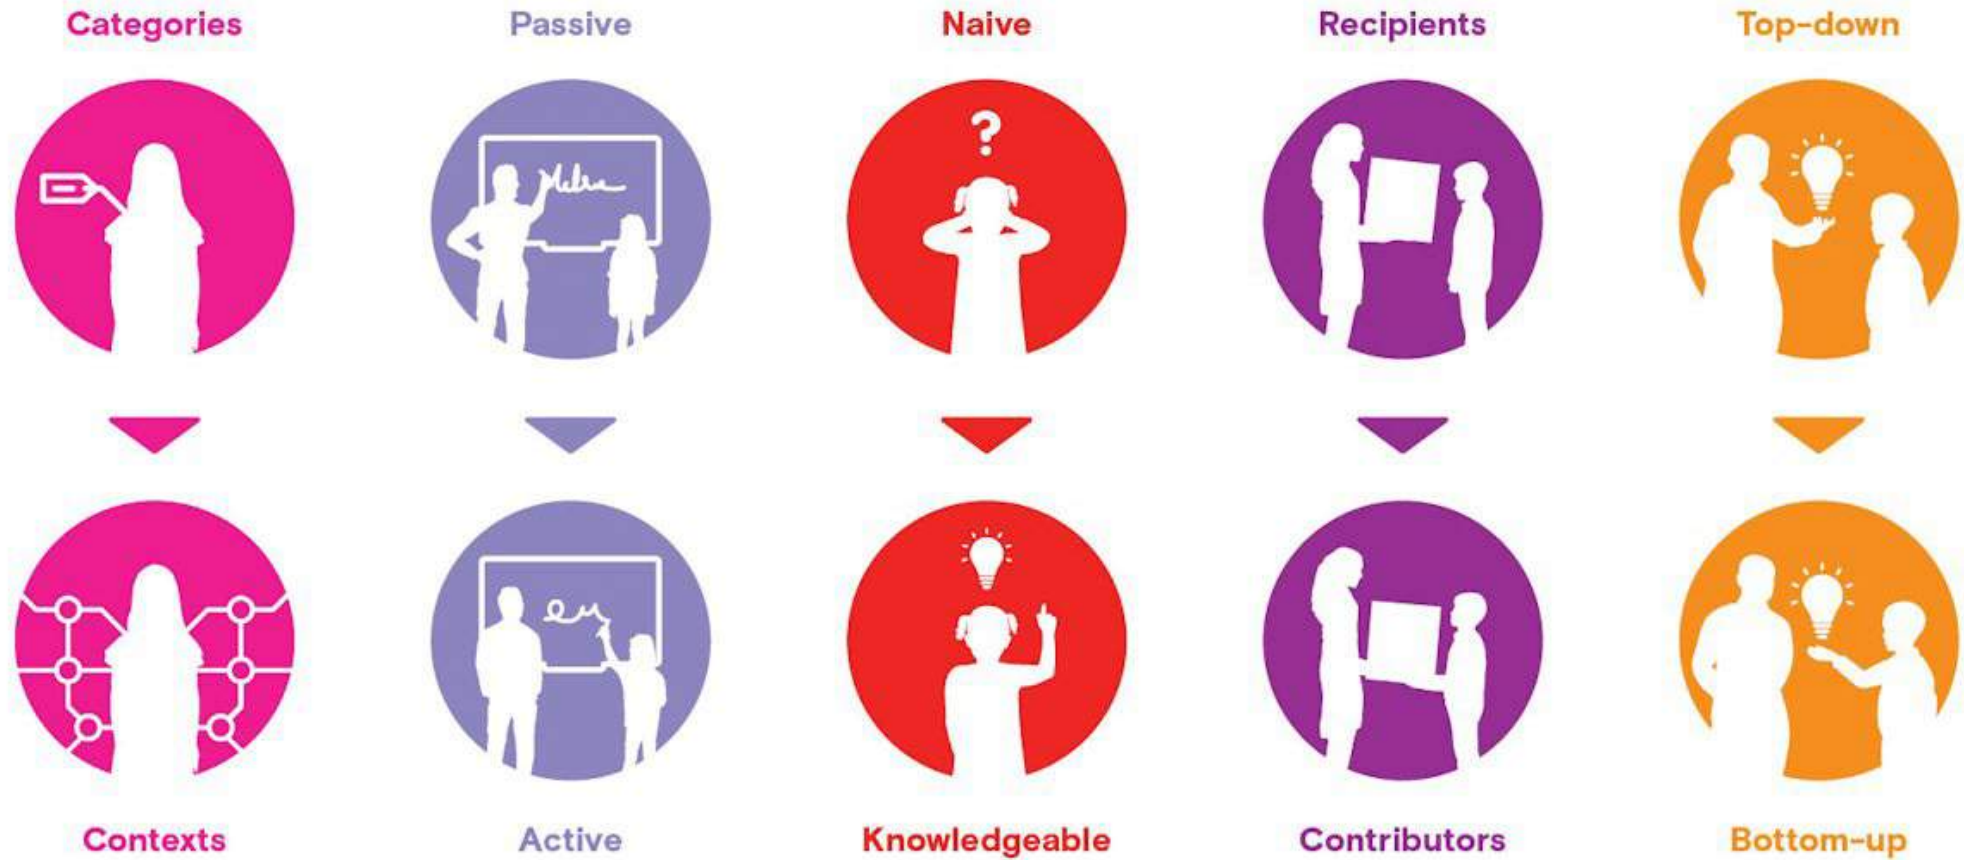 Categories
Passive
Naive
Recipients
Top-down
?
Contexts
Active
Knowledgeable
Contributors
Bottom-up